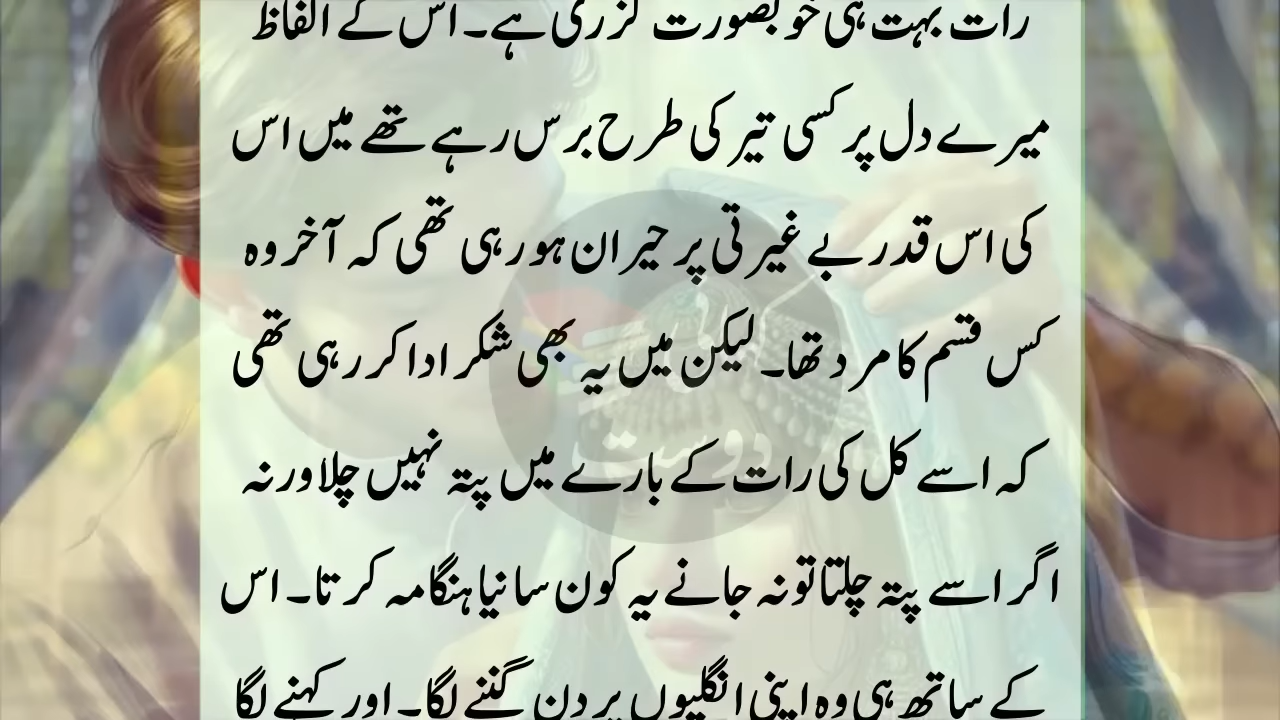 رات بہت ہی خوبصورت گزری ہے۔ اس کے الفاظ
میرے دل پر کسی تیر کی طرح برس رہے تھے میں اس
کی اس قدر بے غیرتی پر حیران ہو رہی تھی کہ آخر وہ
کس قسم کا مرد تھا۔ لیکن میں یہ بھی شکر ادا کر رہی تھی
کہ اسے کل کی رات کے بارے میں پتہ نہیں چلا ورنہ
اگر اسے پتہ چلتا تو نہ جانے یہ کون سا نیا ہنگامہ کرتا۔ اس
کے ساتھ ہی وہ اپنی انگلیوں پر دن گننے لگا۔ اور کہنے لگا
دوست